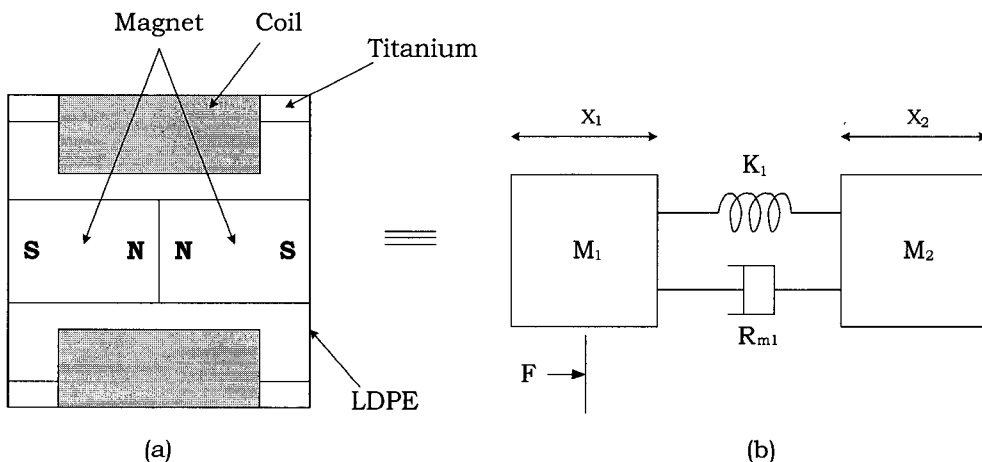 Magnet
Coil
Titanium
S N N S
LDPE
(a)
X₁
X₂
K₁
M₁
M₂
Rₘ₁
F
(b)